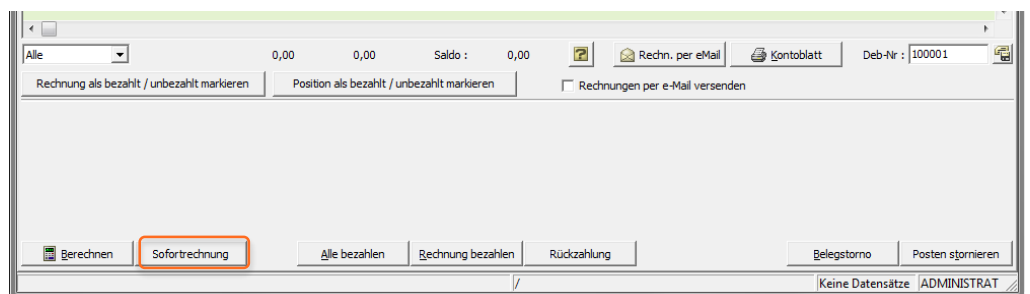 Alle 0,00 0,00 Saldo : 0,00 ? Rechn. per eMail Kontoblatt Deb-Nr : 100001
Rechnung als bezahlt / unbezahlt markieren Position als bezahlt / unbezahlt markieren Rechnungen per e-Mail versenden
Berechnen Sofortrechnung Alle bezahlen Rechnung bezahlen Rückzahlung Belegstorno Posten stornieren
/ Keine Datensätze ADMINISTRAT